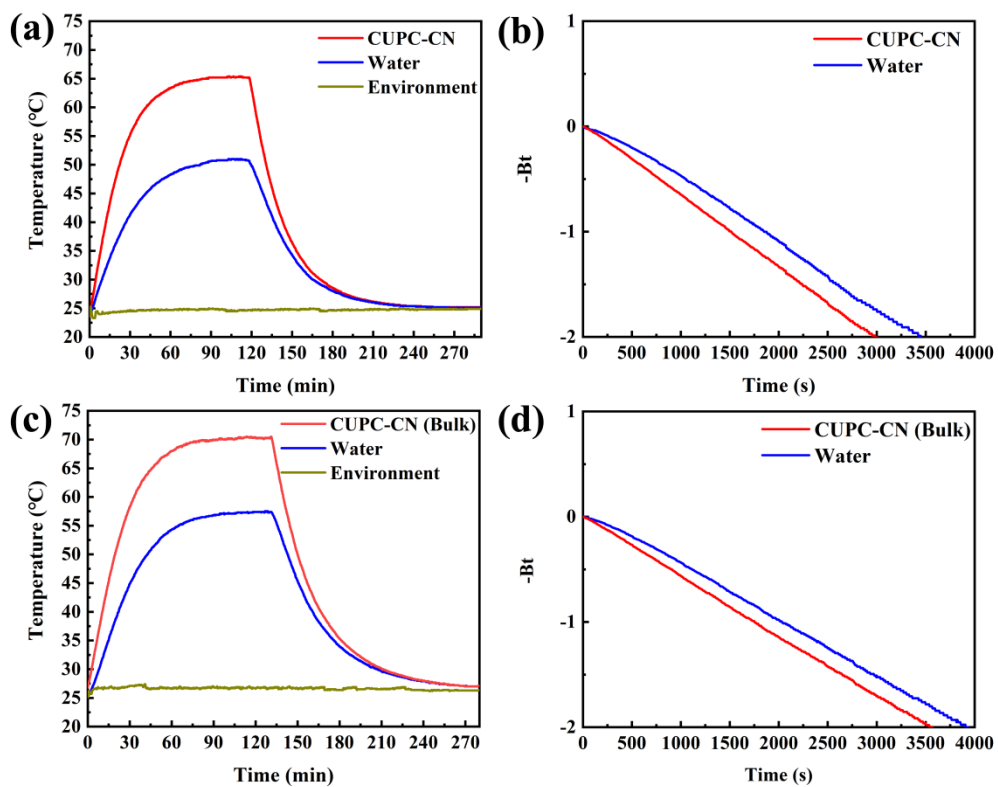 (a)
75
70
65
60
55
50
45
40
35
30
25
20
Temperature (℃)
CUPC-CN
Water
Environment
0 30 60 90 120 150 180 210 240 270
Time (min)
(b)
1
0
-1
-2
-Bt
CUPC-CN
Water
0 500 1000 1500 2000 2500 3000 3500 4000
Time (s)
(c)
75
70
65
60
55
50
45
40
35
30
25
20
Temperature (℃)
CUPC-CN (Bulk)
Water
Environment
0 30 60 90 120 150 180 210 240 270
Time (min)
(d)
1
0
-1
-2
-Bt
CUPC-CN (Bulk)
Water
0 500 1000 1500 2000 2500 3000 3500 4000
Time (s)